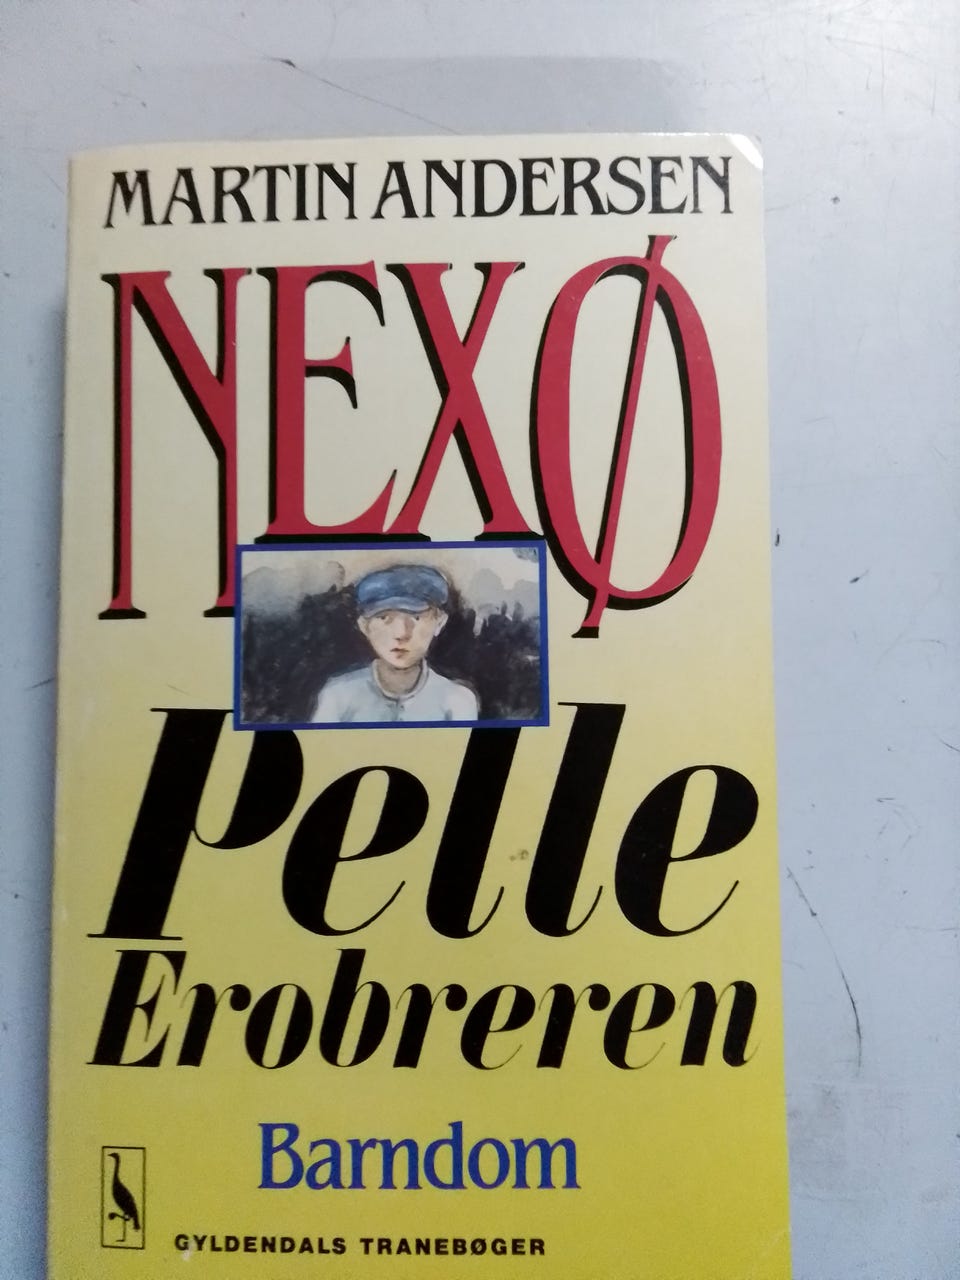 MARTIN ANDERSEN
NEXØ
Pelle
Erobreren
Barndom
GYLDENDALS TRANEBØGER